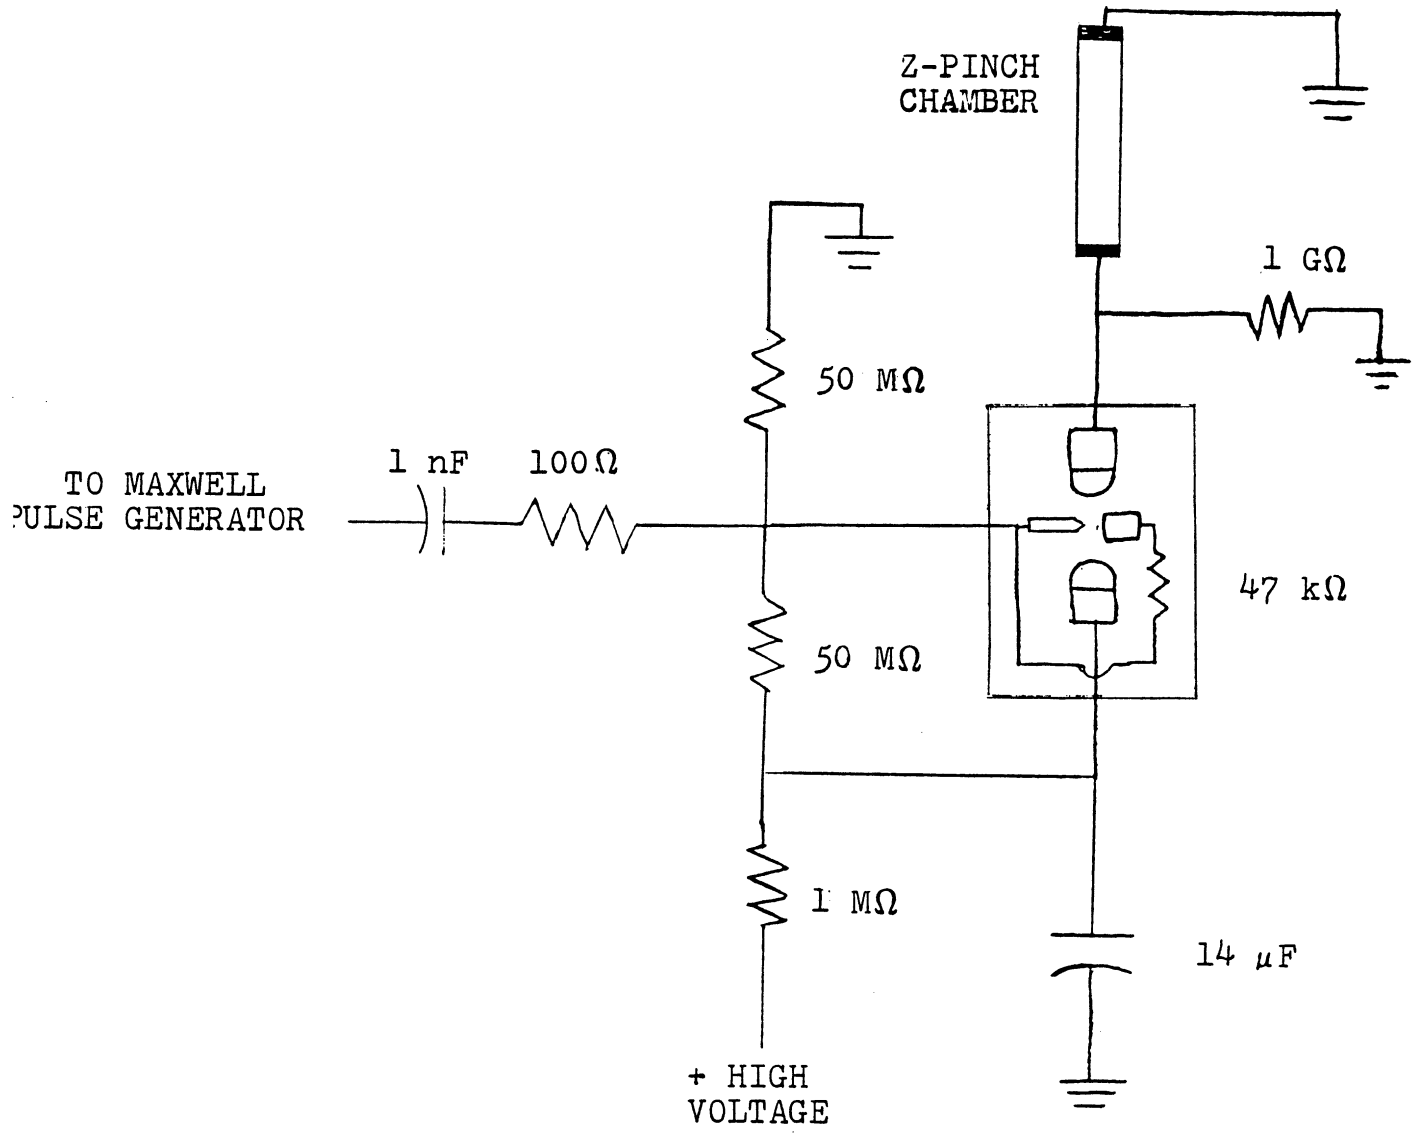 Z-PINCH
CHAMBER
1 GΩ
50 MΩ
1 nF
100Ω
TO MAXWELL
PULSE GENERATOR
47 kΩ
50 MΩ
1 MΩ
14 μF
+ HIGH
VOLTAGE